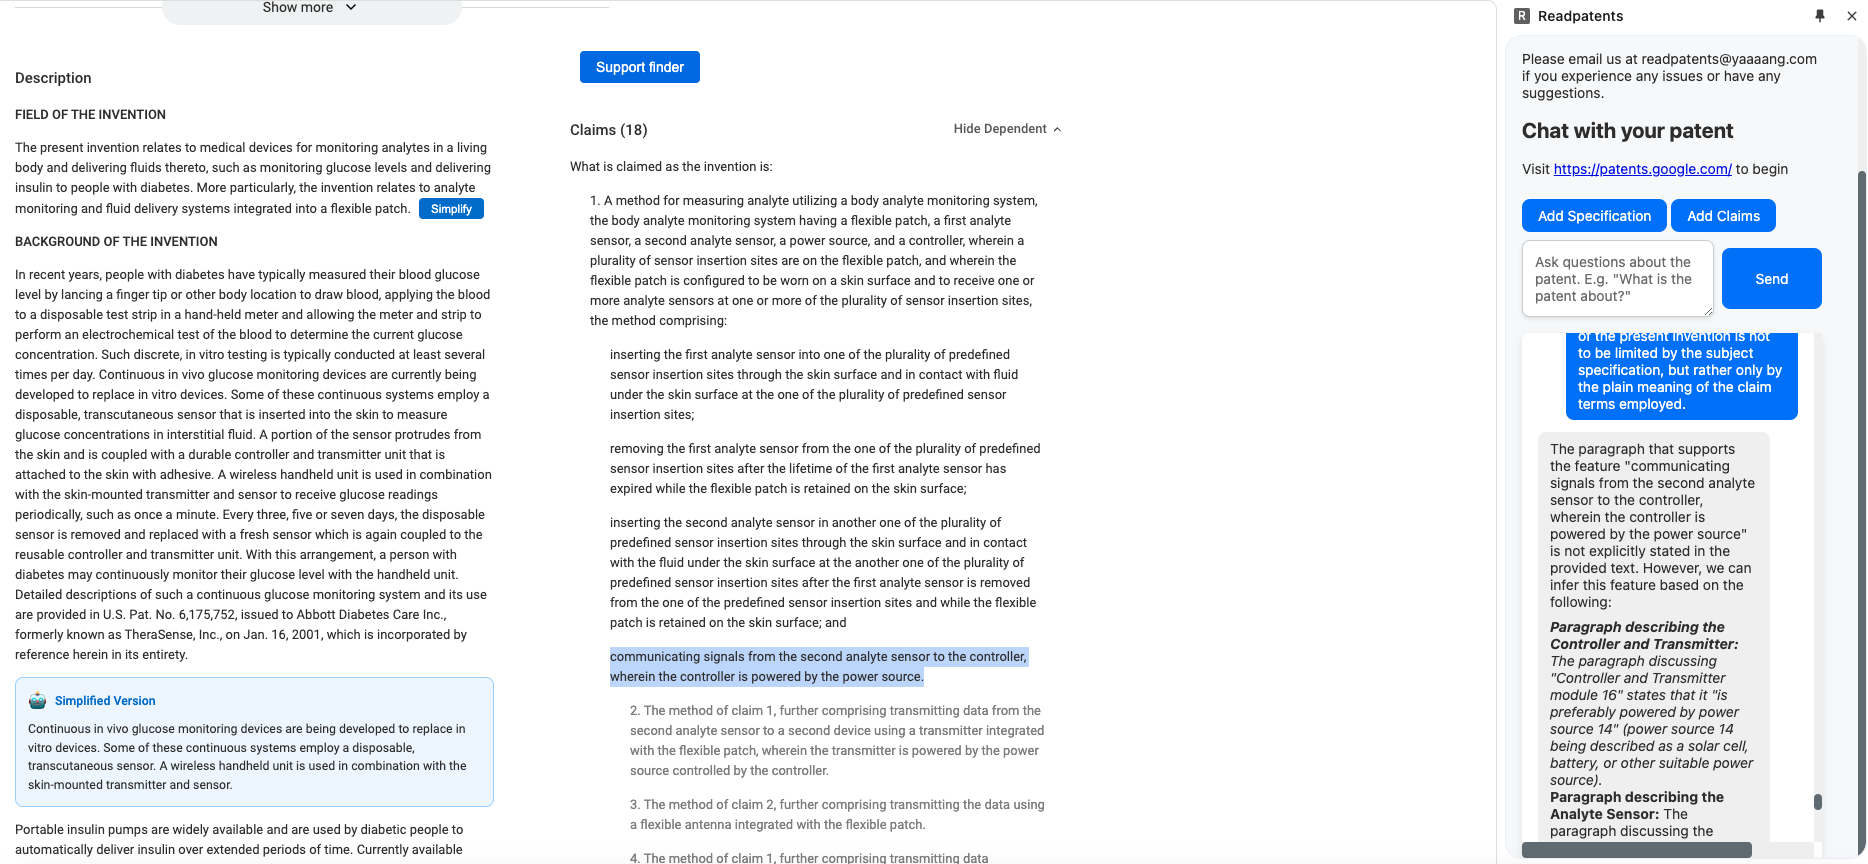 Show more
Description
FIELD OF THE INVENTION
The present invention relates to medical devices for monitoring analytes in a living
body and delivering fluids thereto, such as monitoring glucose levels and delivering
insulin to people with diabetes. More particularly, the invention relates to analyte
monitoring and fluid delivery systems integrated into a flexible patch. Simplify
BACKGROUND OF THE INVENTION
In recent years, people with diabetes have typically measured their blood glucose
level by lancing a finger tip or other body location to draw blood, applying the blood
to a disposable test strip in a hand-held meter and allowing the meter and strip to
perform an electrochemical test of the blood to determine the current glucose
concentration. Such discrete, in vitro testing is typically conducted at least several
times per day. Continuous in vivo glucose monitoring devices are currently being
developed to replace in vitro devices. Some of these continuous systems employ a
disposable, transcutaneous sensor that is inserted into the skin to measure
glucose concentrations in interstitial fluid. A portion of the sensor protrudes from
the skin and is coupled with a durable controller and transmitter unit that is
attached to the skin with adhesive. A wireless handheld unit is used in combination
with the skin-mounted transmitter and sensor to receive glucose readings
periodically, such as once a minute. Every three, five or seven days, the disposable
sensor is removed and replaced with a fresh sensor which is again coupled to the
reusable controller and transmitter unit. With this arrangement, a person with
diabetes may continuously monitor their glucose level with the handheld unit.
Detailed descriptions of such a continuous glucose monitoring system and its use
are provided in U.S. Pat. No. 6,175,752, issued to Abbott Diabetes Care Inc.,
formerly known as TheraSense, Inc., on Jan. 16, 2001, which is incorporated by
reference herein in its entirety.
Simplified Version
Continuous in vivo glucose monitoring devices are being developed to replace in
vitro devices. Some of these continuous systems employ a disposable,
transcutaneous sensor. A wireless handheld unit is used in combination with the
skin-mounted transmitter and sensor.
Portable insulin pumps are widely available and are used by diabetic people to
automatically deliver insulin over extended periods of time. Currently available
Support finder
Claims (18)
Hide Dependent
What is claimed as the invention is:
1. A method for measuring analyte utilizing a body analyte monitoring system,
the body analyte monitoring system having a flexible patch, a first analyte
sensor, a second analyte sensor, a power source, and a controller, wherein a
plurality of sensor insertion sites are on the flexible patch, and wherein the
flexible patch is configured to be worn on a skin surface and to receive one or
more analyte sensors at one or more of the plurality of sensor insertion sites,
the method comprising:
inserting the first analyte sensor into one of the plurality of predefined
sensor insertion sites through the skin surface and in contact with fluid
under the skin surface at the one of the plurality of predefined sensor
insertion sites;
removing the first analyte sensor from the one of the plurality of predefined
sensor insertion sites after the lifetime of the first analyte sensor has
expired while the flexible patch is retained on the skin surface;
inserting the second analyte sensor in another one of the plurality of
predefined sensor insertion sites through the skin surface and in contact
with the fluid under the skin surface at the another one of the plurality of
predefined sensor insertion sites after the first analyte sensor is removed
from the one of the predefined sensor insertion sites and while the flexible
patch is retained on the skin surface; and
communicating signals from the second analyte sensor to the controller,
wherein the controller is powered by the power source.
2. The method of claim 1, further comprising transmitting data from the
second analyte sensor to a second device using a transmitter integrated
with the flexible patch, wherein the transmitter is powered by the power
source controlled by the controller.
3. The method of claim 2, further comprising transmitting the data using
a flexible antenna integrated with the flexible patch.
4. The method of claim 1, further comprising transmitting data
R Readpatents
Please email us at readpatents@yaaaang.com
if you experience any issues or have any
suggestions.
Chat with your patent
Visit https://patents.google.com/ to begin
Add Specification
Add Claims
Ask questions about the
patent. E.g. "What is the
patent about?"
Send
of the present invention is not
to be limited by the subject
specification, but rather only by
the plain meaning of the claim
terms employed.
The paragraph that supports
the feature "communicating
signals from the second analyte
sensor to the controller,
wherein the controller is
powered by the power source"
is not explicitly stated in the
provided text. However, we can
infer this feature based on the
following:
Paragraph describing the
Controller and Transmitter:
The paragraph discussing
"Controller and Transmitter
module 16" states that it "is
preferably powered by power
source 14" (power source 14
being described as a solar cell,
battery, or other suitable power
source).
Paragraph describing the
Analyte Sensor: The
paragraph discussing the